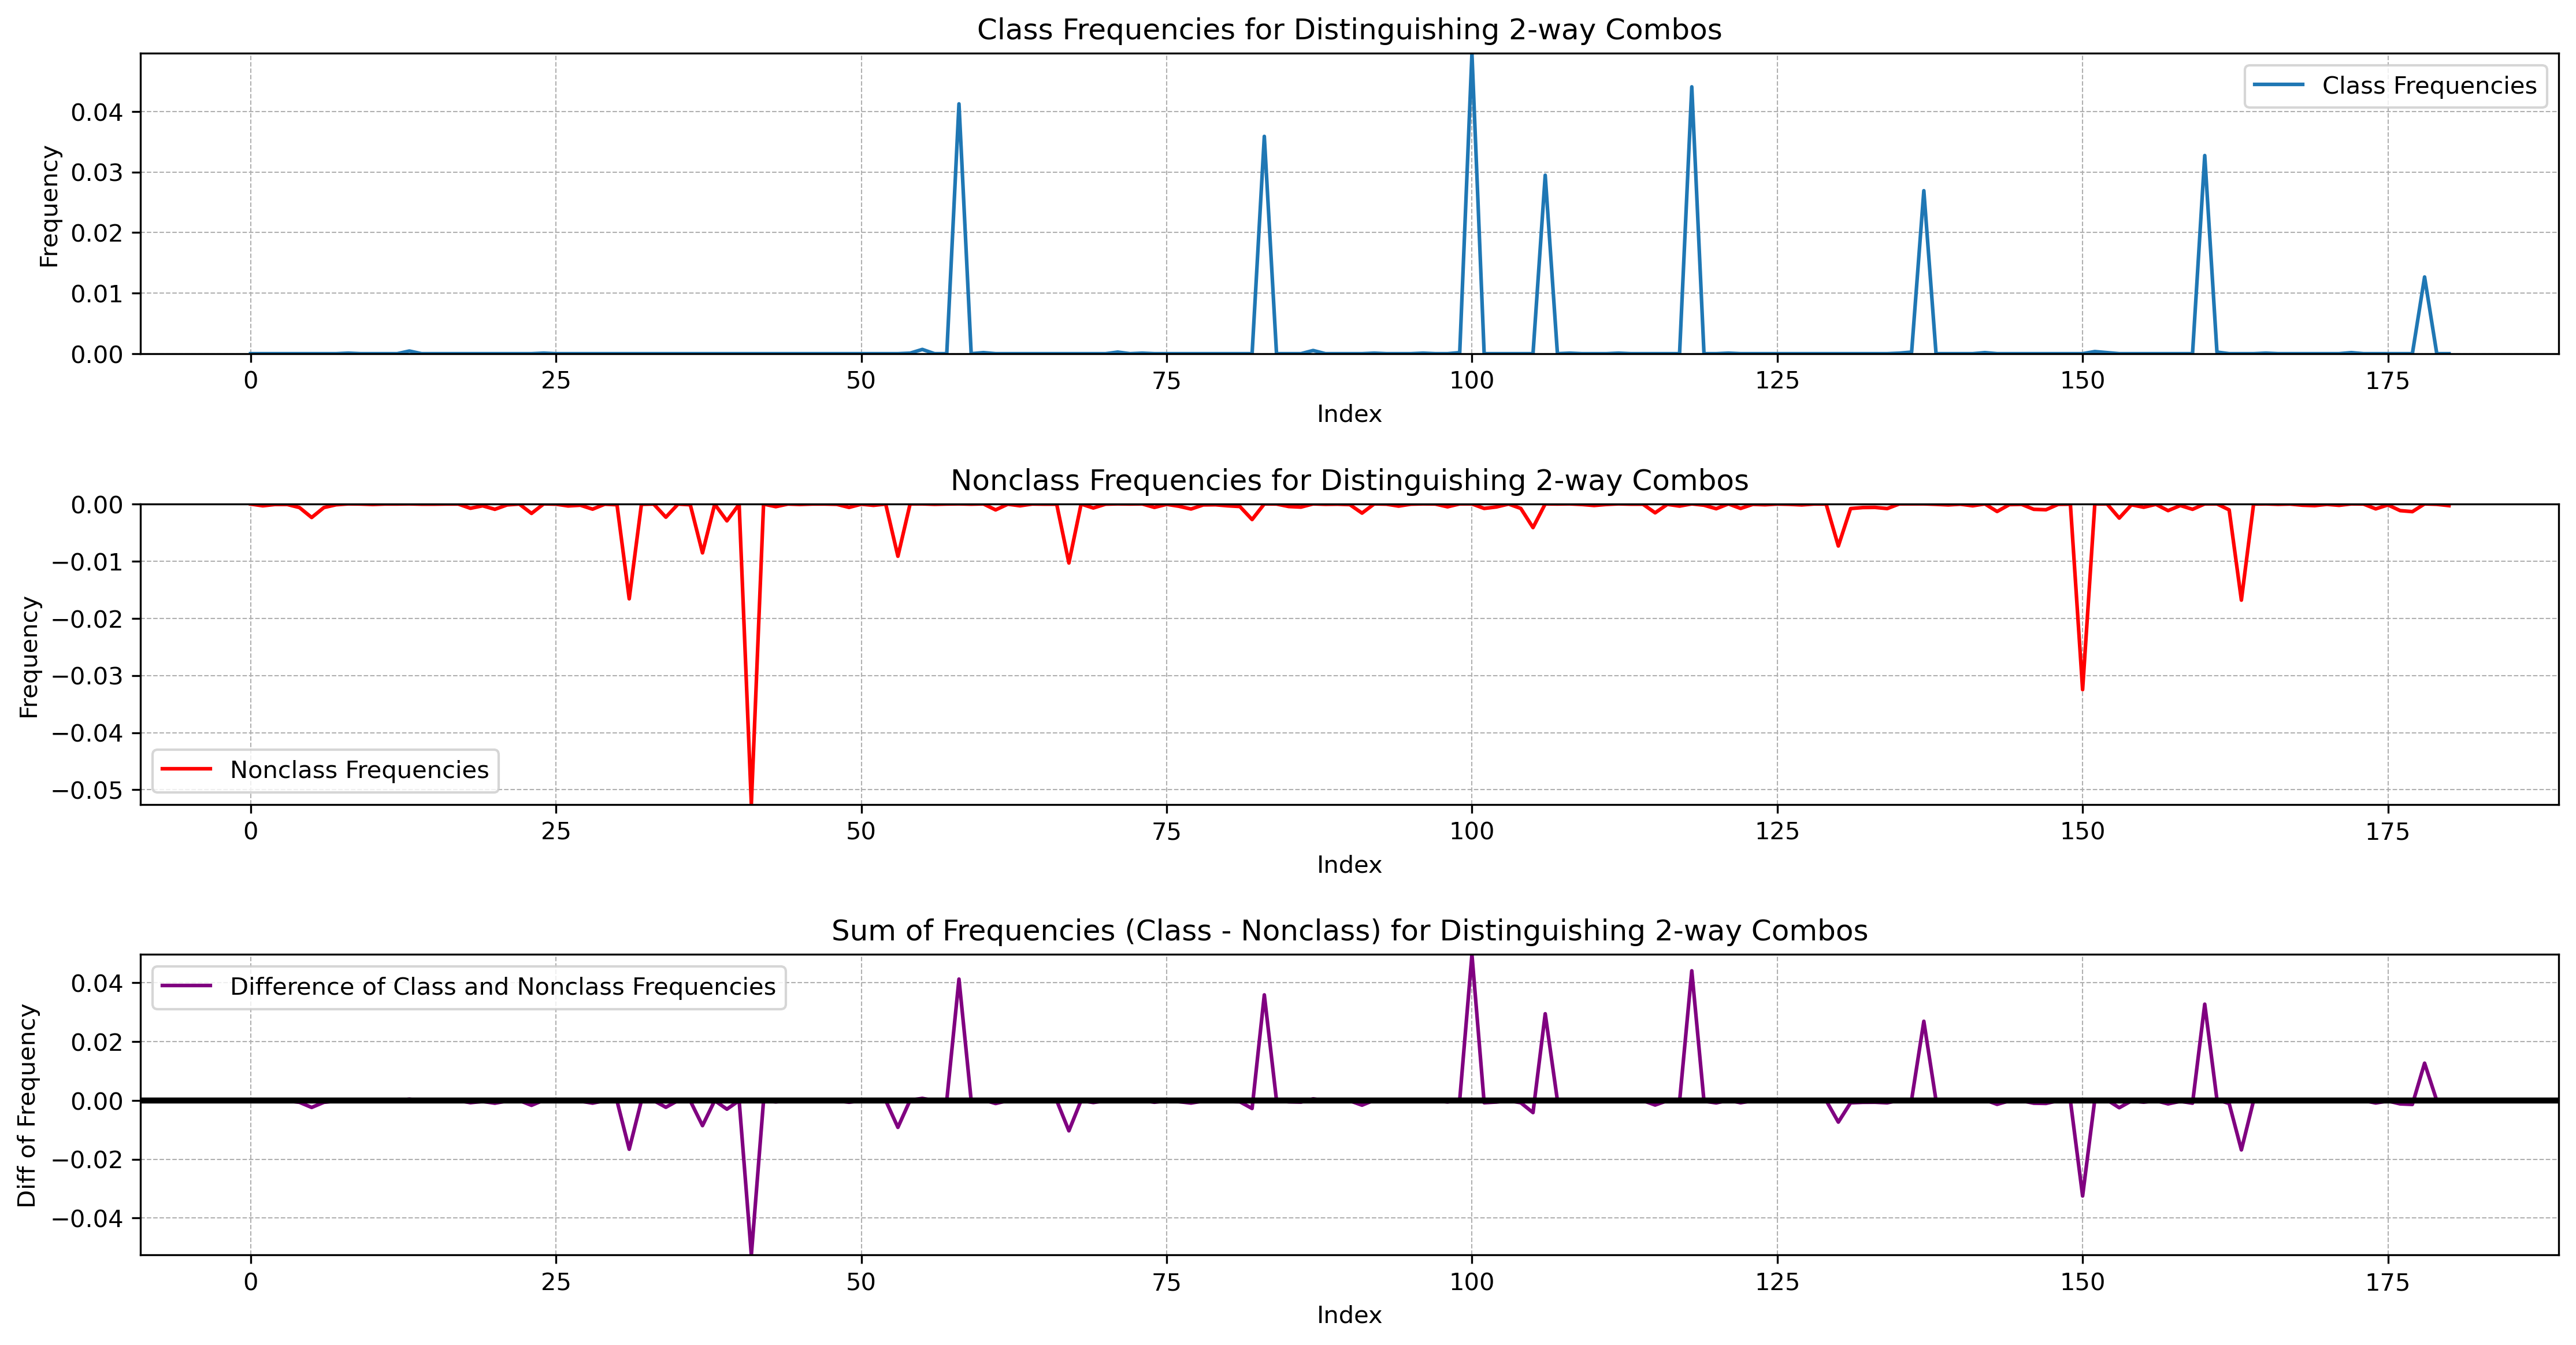 Class Frequencies for Distinguishing 2-way Combos
Class Frequencies
Frequency
0.04
0.03
0.02
0.01
0.00
0 25 50 75 100 125 150 175
Index
Nonclass Frequencies for Distinguishing 2-way Combos
Nonclass Frequencies
Frequency
0.00
−0.01
−0.02
−0.03
−0.04
−0.05
0 25 50 75 100 125 150 175
Index
Sum of Frequencies (Class - Nonclass) for Distinguishing 2-way Combos
Difference of Class and Nonclass Frequencies
Diff of Frequency
0.04
0.02
0.00
−0.02
−0.04
0 25 50 75 100 125 150 175
Index